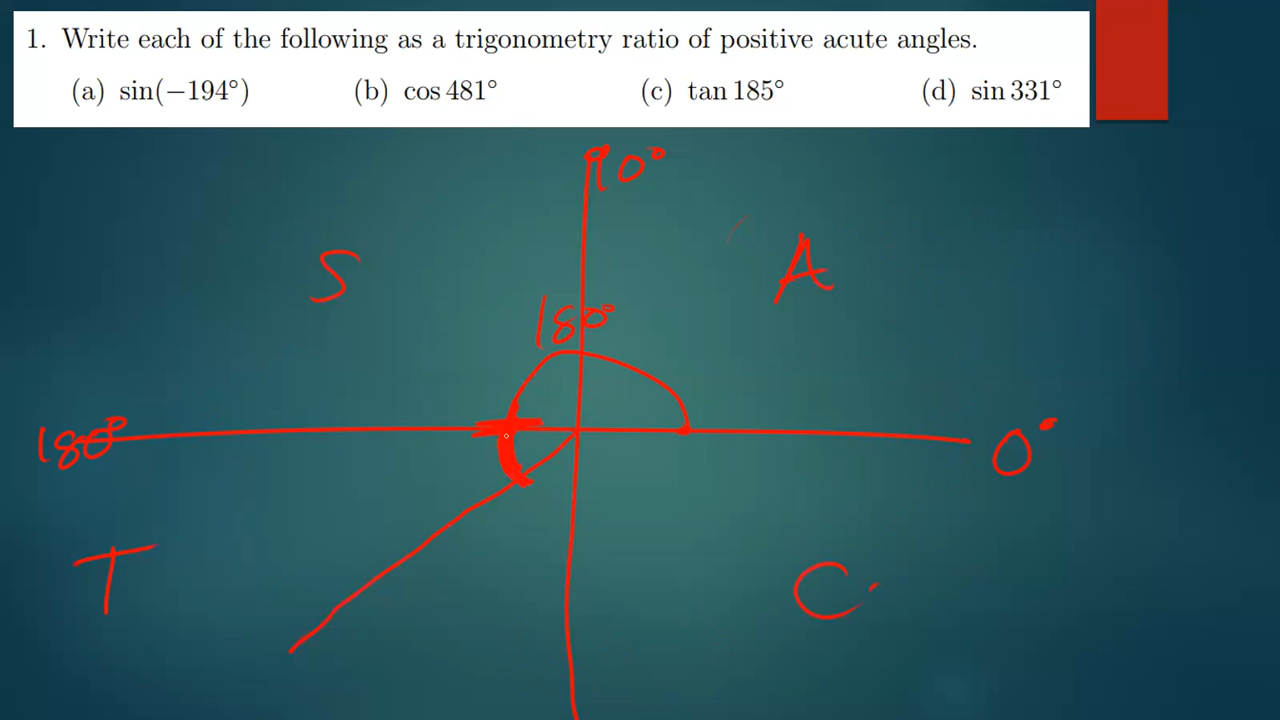 1. Write each of the following as a trigonometry ratio of positive acute angles.
(a) sin(−194°) (b) cos 481° (c) tan 185° (d) sin 331°
90°
S A
180°
180° 0°
T C